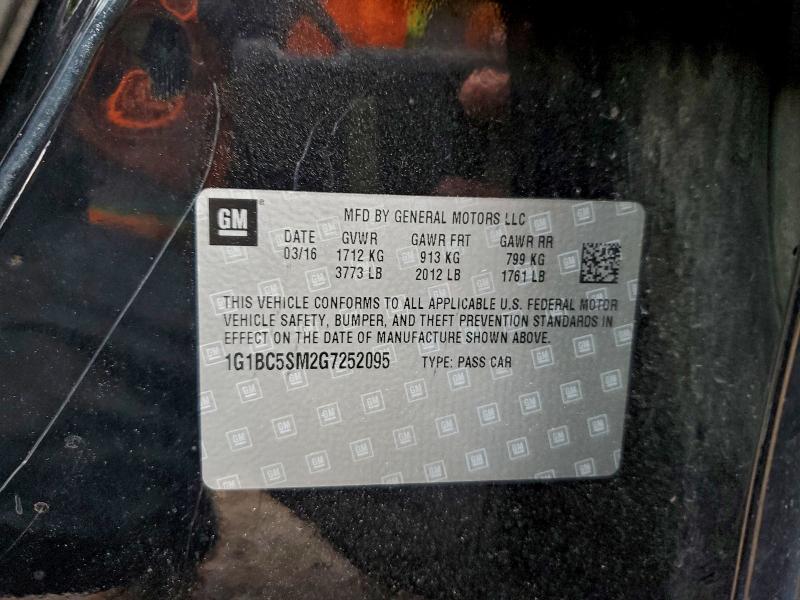 GM
MFD BY GENERAL MOTORS LLC
DATE GVWR GAWR FRT GAWR RR
03/16 1712 KG 913 KG 799 KG
3773 LB 2012 LB 1761 LB
THIS VEHICLE CONFORMS TO ALL APPLICABLE U.S. FEDERAL MOTOR
VEHICLE SAFETY, BUMPER, AND THEFT PREVENTION STANDARDS IN
EFFECT ON THE DATE OF MANUFACTURE SHOWN ABOVE.
1G1BC5SM2G7252095 TYPE: PASS CAR